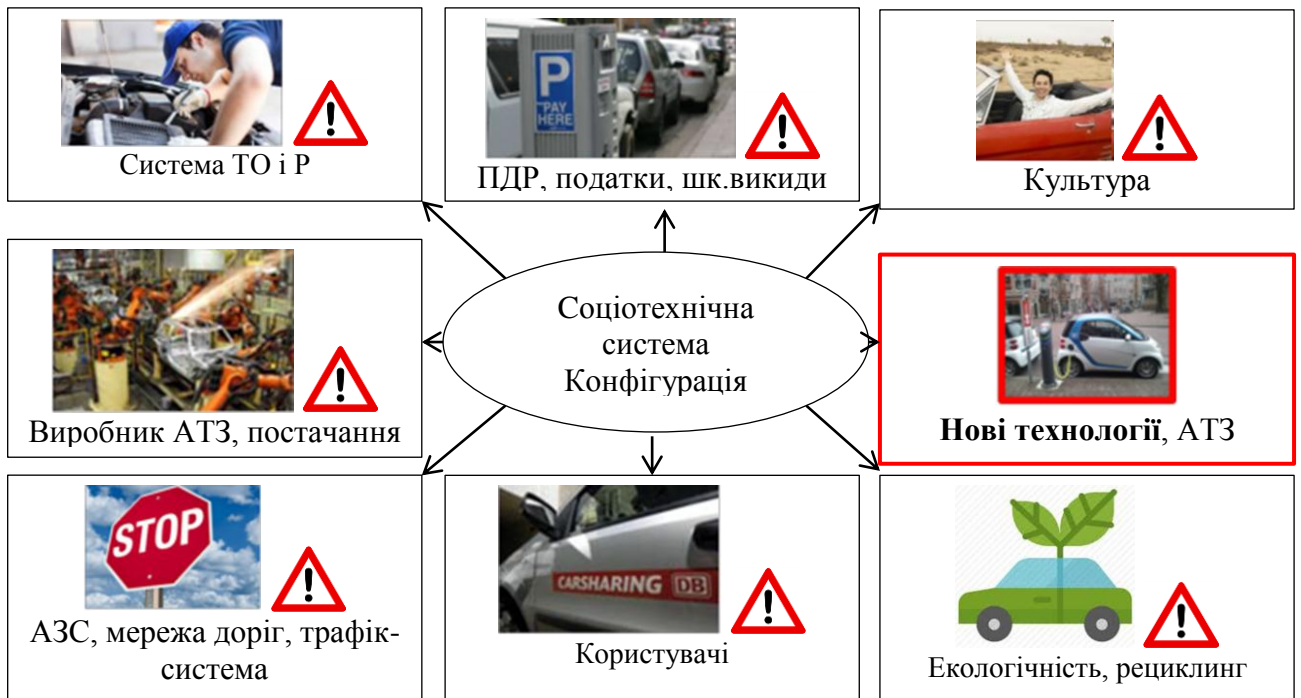 P
PAY
HERE
Система ТО і Р
ПДР, податки, шк.викиди
Культура
Соціотехнічна
система
Конфігурація
Виробник АТЗ, постачання
Нові технології, АТЗ
STOP
CARSHARING DB
АЗС, мережа доріг, трафік-
система
Користувачі
Екологічність, рециклинг